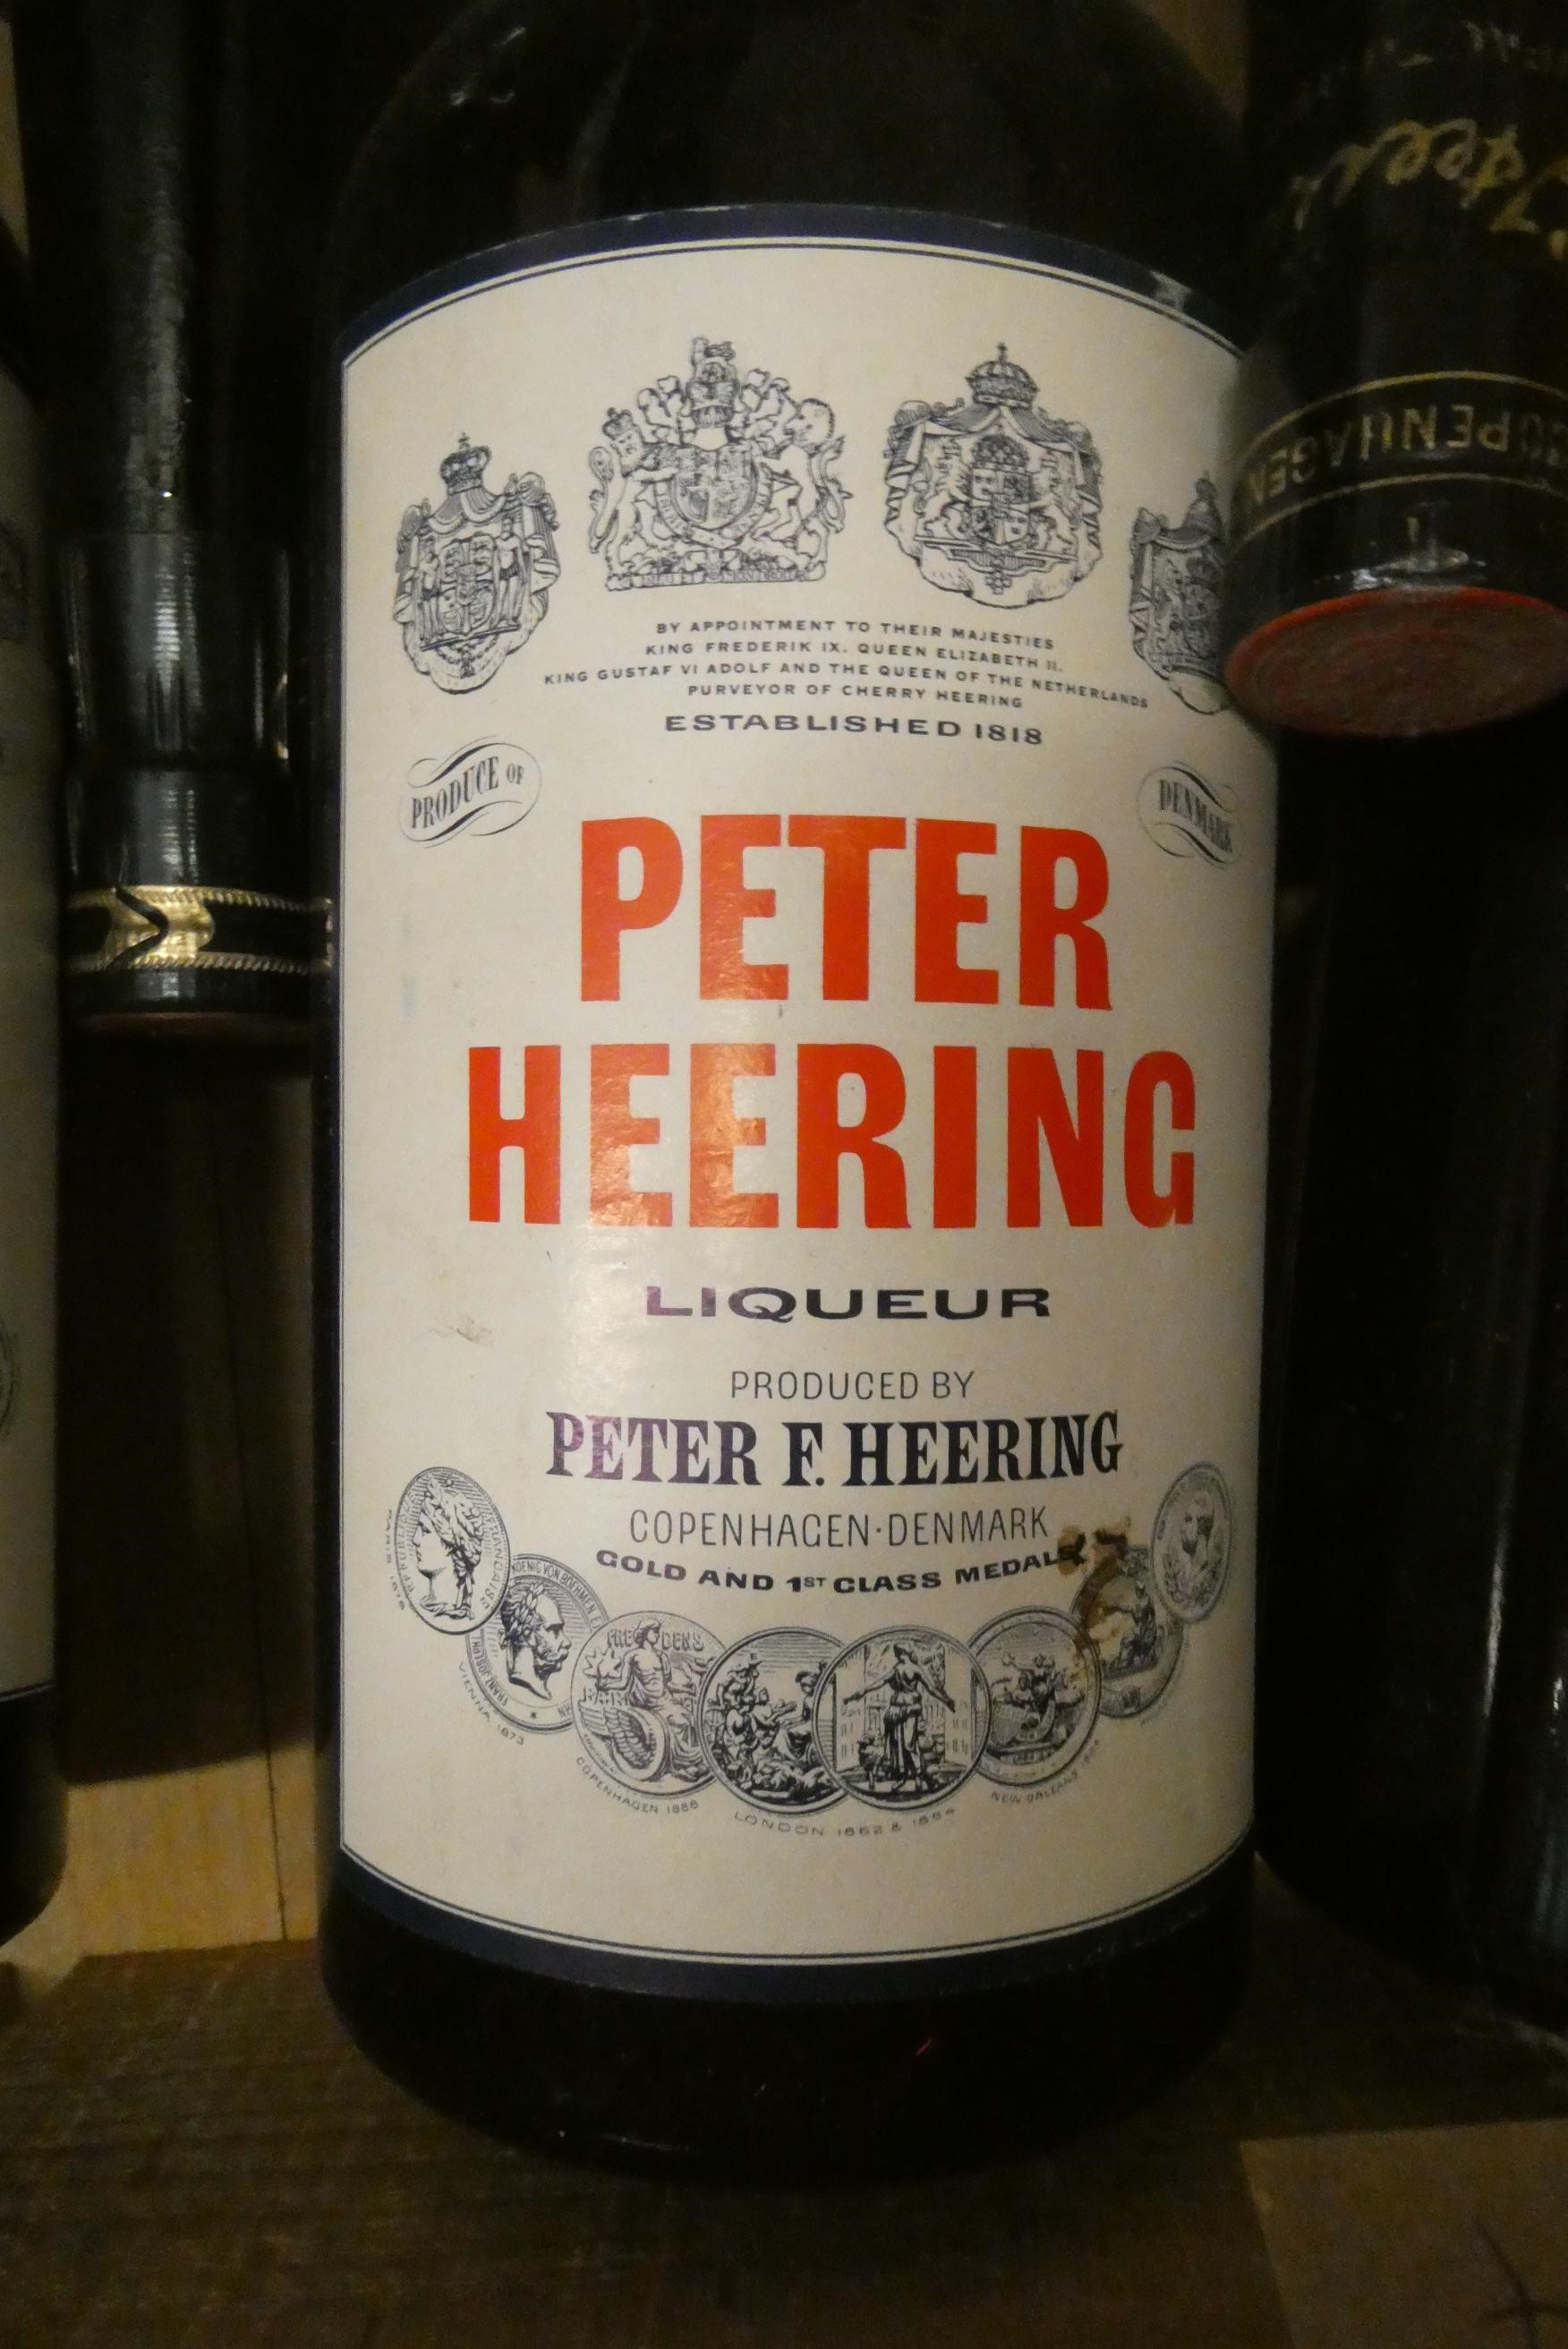 BY APPOINTMENT TO THEIR MAJESTIES
KING FREDERIK IX. QUEEN ELIZABETH II.
KING GUSTAF VI ADOLF AND THE QUEEN OF THE NETHERLANDS
PURVEYOR OF CHERRY HEERING
ESTABLISHED 1818
PRODUCE OF
DENMARK
PETER
HEERING
LIQUEUR
PRODUCED BY
PETER F. HEERING
COPENHAGEN·DENMARK
GOLD AND 1ST CLASS MEDALS
VIENNA, 1873
COPENHAGEN 1888
LONDON 1862 & 1884
NEW ORLEANS
COPENHAGEN